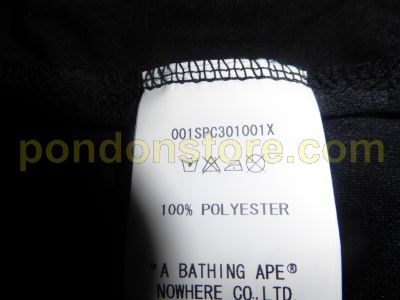 001SPC301001X
pondonstore.com
100% POLYESTER
"A BATHING APE®
NOWHERE CO.,LTD.